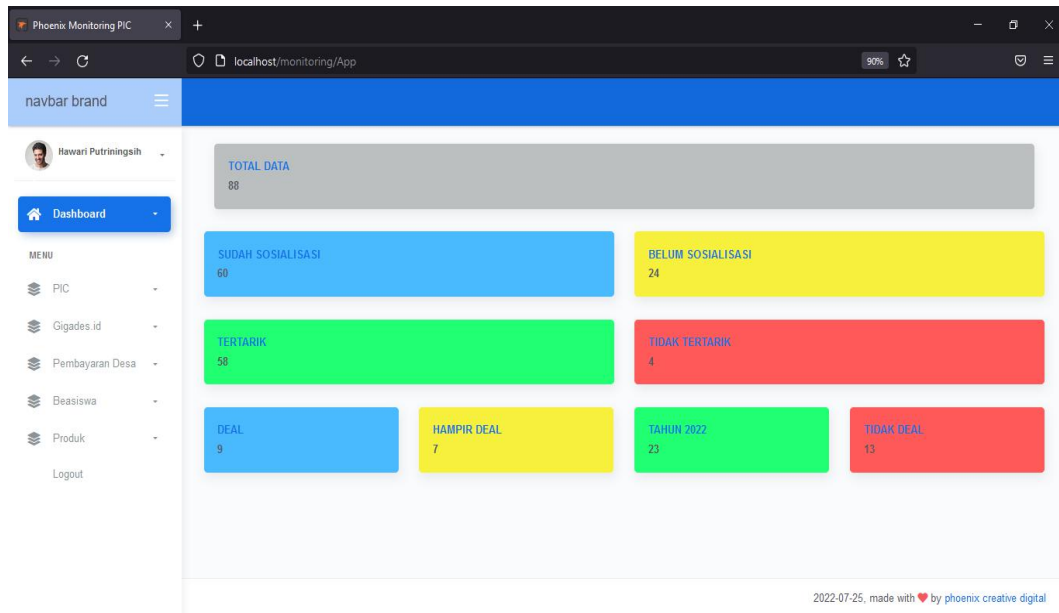 Phoenix Monitoring PIC
localhost/monitoring/App
90%
navbar brand
Hawari Putriningsih
Dashboard
MENU
PIC
Gigades.id
Pembayaran Desa
Beasiswa
Produk
Logout
TOTAL DATA
88
SUDAH SOSIALISASI
60
BELUM SOSIALISASI
24
TERTARIK
58
TIDAK TERTARIK
4
DEAL
9
HAMPIR DEAL
7
TAHUN 2022
23
TIDAK DEAL
13
2022-07-25, made with ❤ by phoenix creative digital